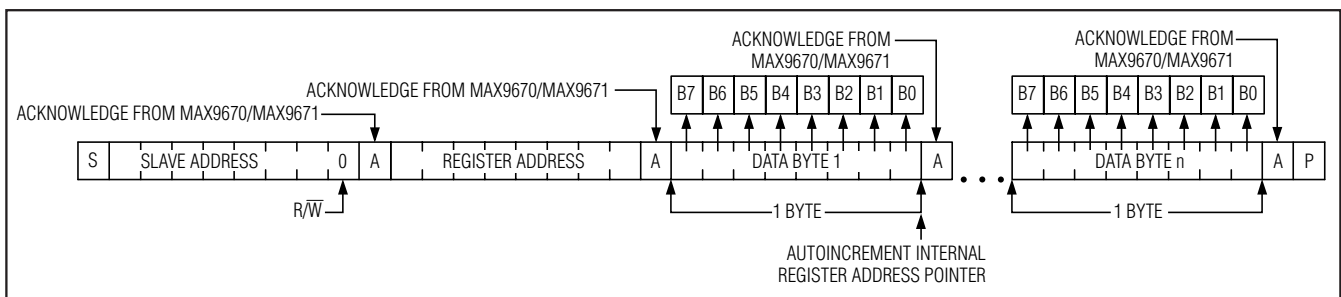 ACKNOWLEDGE FROM
MAX9670/MAX9671
ACKNOWLEDGE FROM
MAX9670/MAX9671
B7 B6 B5 B4 B3 B2 B1 B0
B7 B6 B5 B4 B3 B2 B1 B0
ACKNOWLEDGE FROM MAX9670/MAX9671
ACKNOWLEDGE FROM MAX9670/MAX9671
S SLAVE ADDRESS 0 A REGISTER ADDRESS A DATA BYTE 1 A DATA BYTE n A P
R/W̅
1 BYTE
1 BYTE
AUTOINCREMENT INTERNAL
REGISTER ADDRESS POINTER